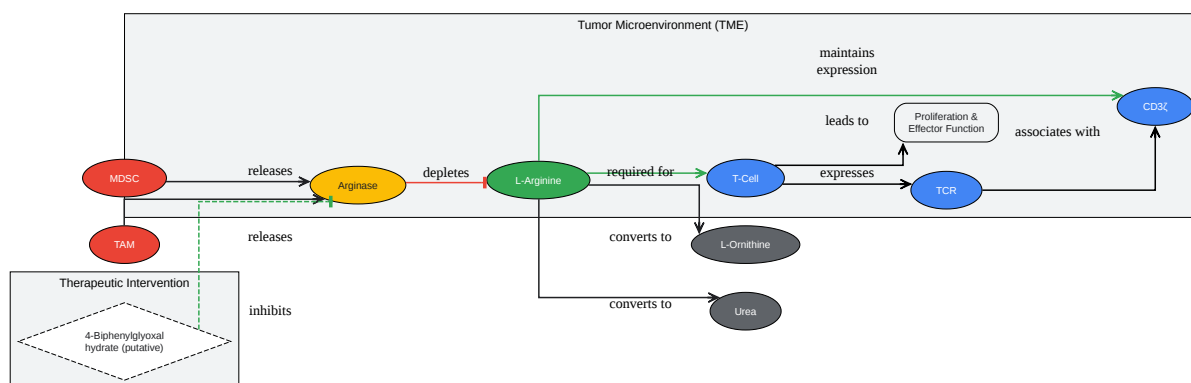 Tumor Microenvironment (TME)
maintains
expression
CD3ζ
leads to
Proliferation &
Effector Function
associates with
MDSC
releases
Arginase
depletes
L-Arginine
required for
T-Cell
expresses
TCR
TAM
releases
converts to
L-Ornithine
Therapeutic Intervention
inhibits
converts to
Urea
4-Biphenylglyoxal
hydrate (putative)